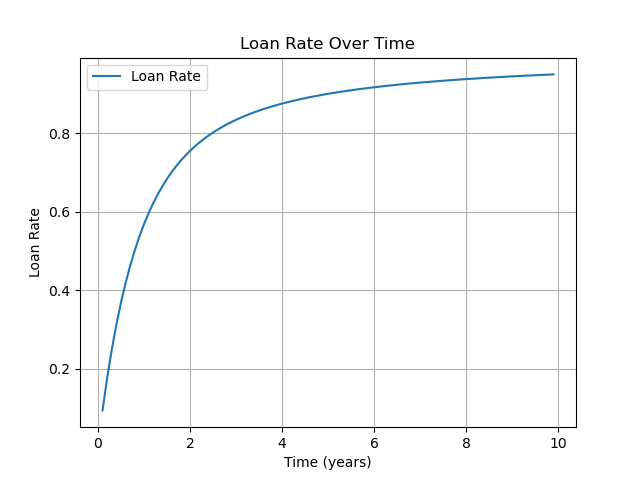 Loan Rate Over Time
Loan Rate
Loan Rate
0.8
0.6
0.4
0.2
0 2 4 6 8 10
Time (years)